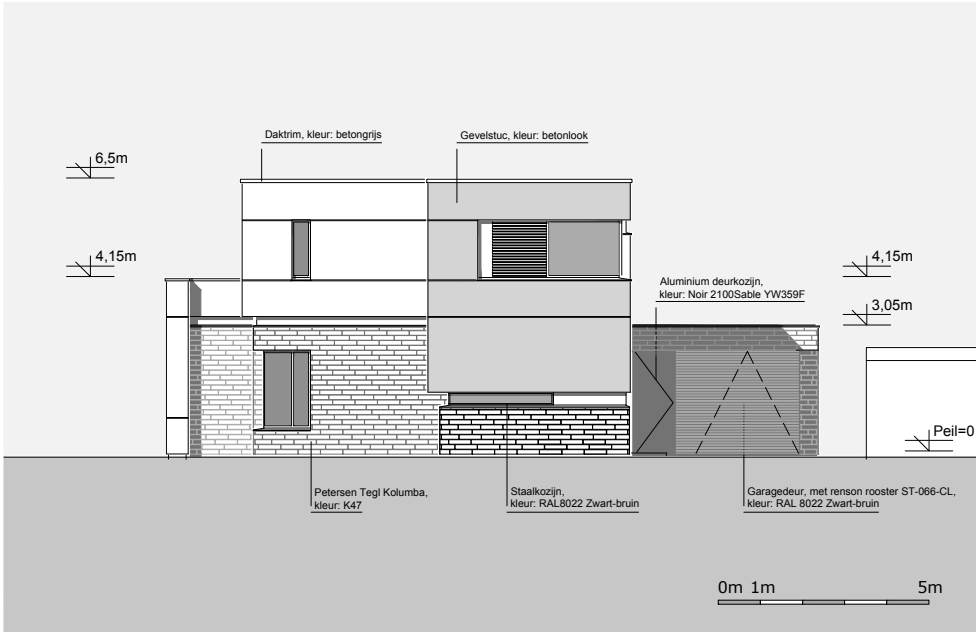 Daktrim, kleur: betongrijs
Gevelstuc, kleur: betonlook
6,5m
4,15m
4,15m
Aluminium deurkozijn,
kleur: Noir 2100Sable YW359F
3,05m
Peil=0
Petersen Tegl Kolumba,
kleur: K47
Staalkozijn,
kleur: RAL8022 Zwart-bruin
Garagedeur, met renson rooster ST-066-CL,
kleur: RAL 8022 Zwart-bruin
0m 1m 5m